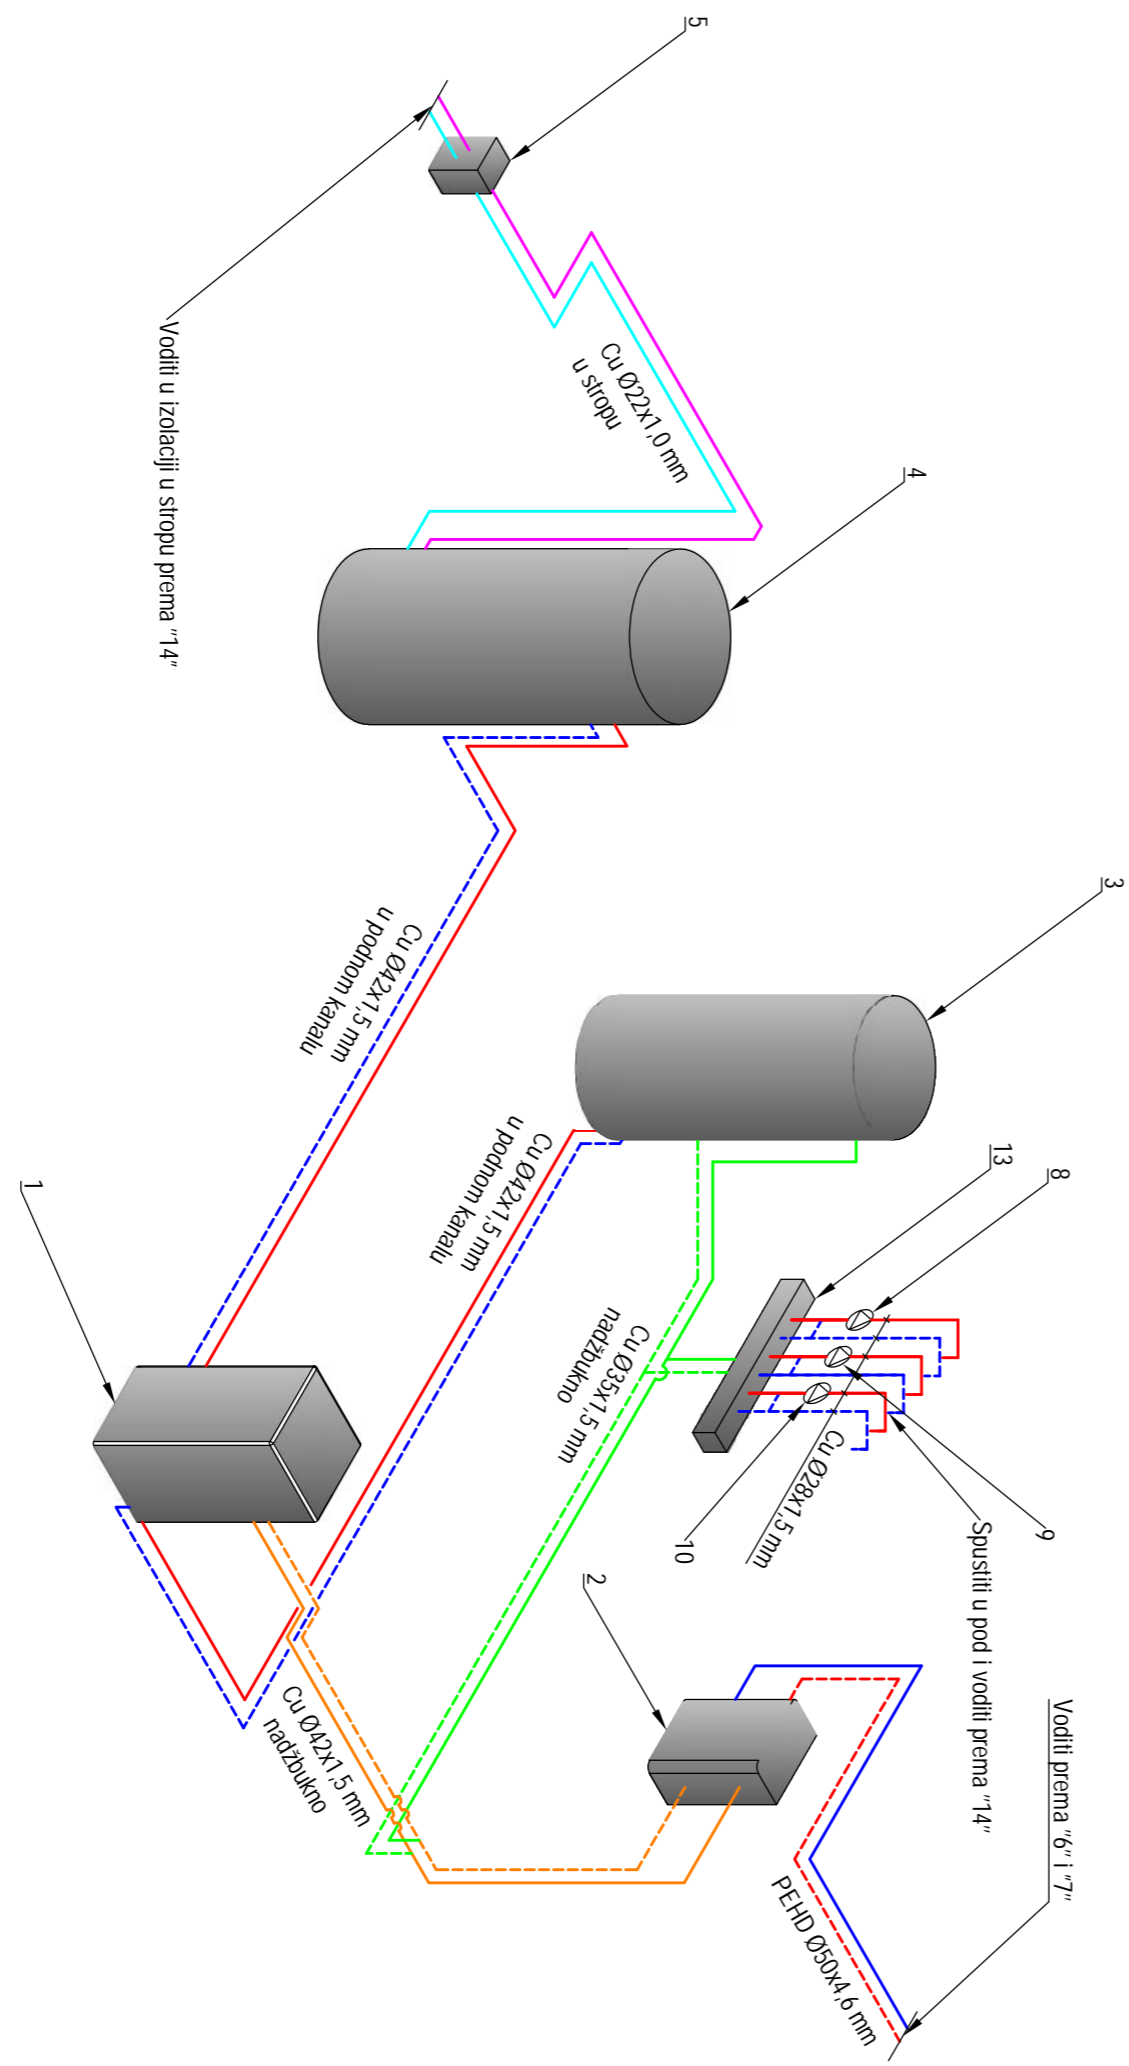 5
4
3
13
8
9
10
2
1
Cu Ø22x1,0 mm
u stropu
Voditi u izolaciji u stropu prema "14"
Cu Ø42x1,5 mm
u podnom kanalu
Cu Ø42x1,5 mm
u podnom kanalu
Cu Ø35x1,5 mm
nadžbukno
Cu Ø28x1,5 mm
Spustiti u pod i voditi prema "14"
Voditi prema "6" i "7"
Cu Ø42x1,5 mm
nadžbukno
PEHD Ø50x4,6 mm